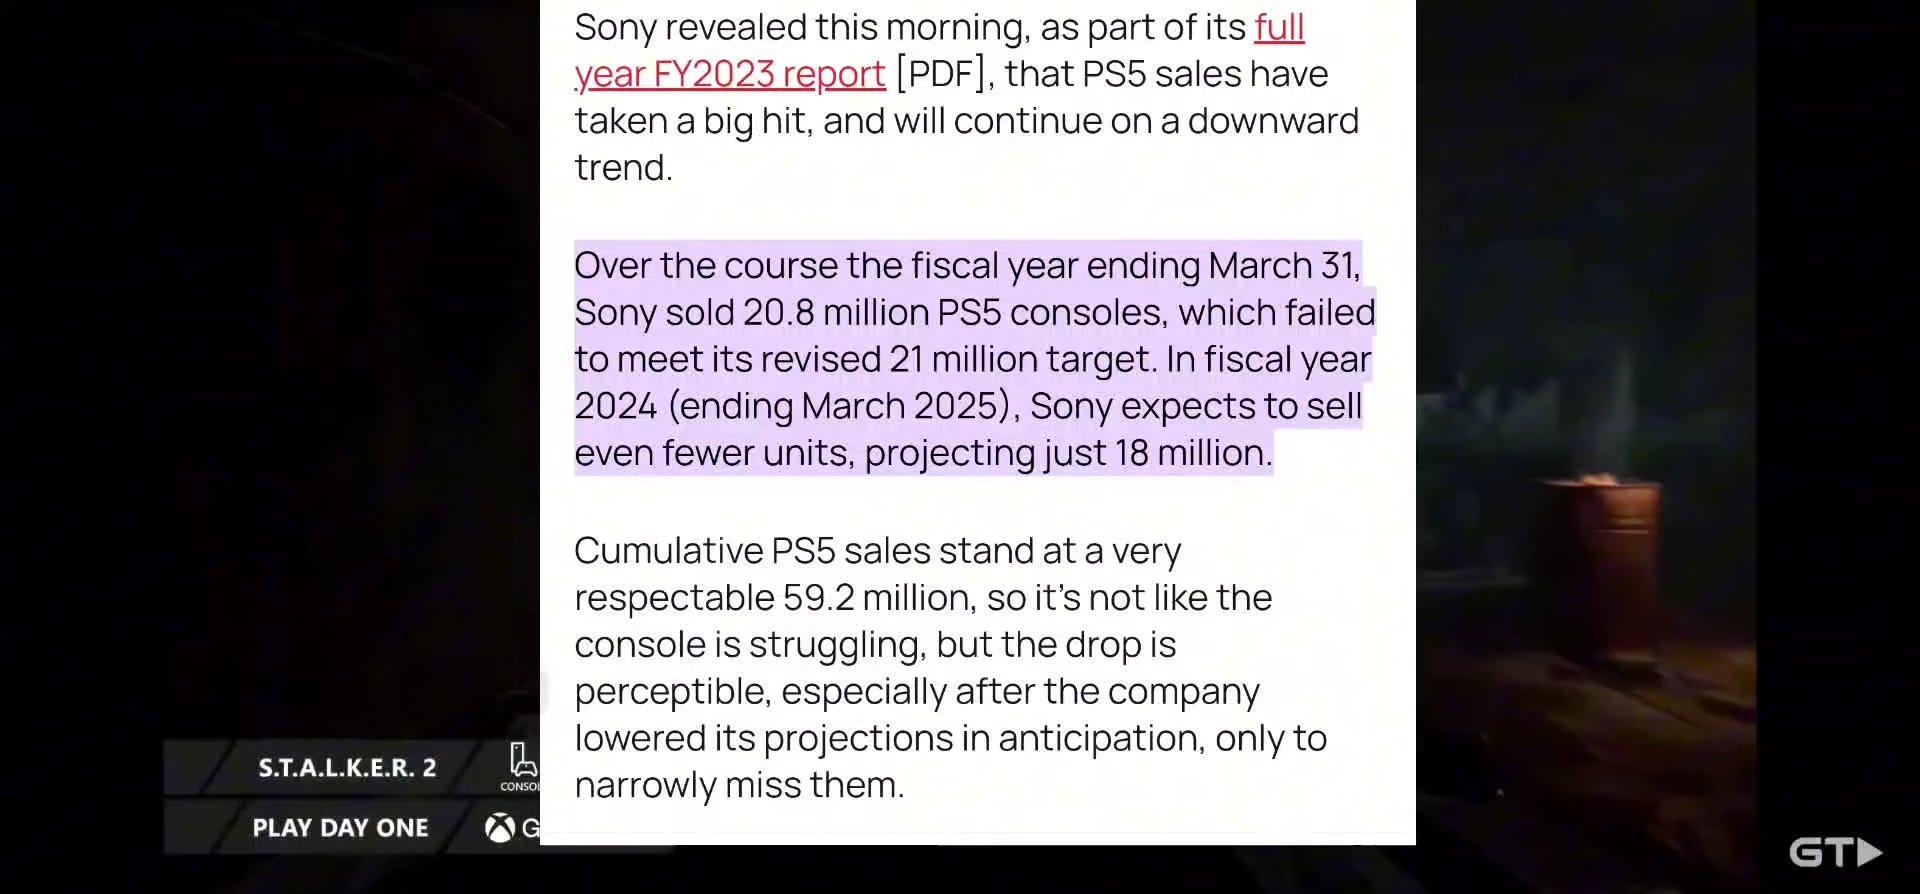 Sony revealed this morning, as part of its full
year FY2023 report [PDF], that PS5 sales have
taken a big hit, and will continue on a downward
trend.
Over the course the fiscal year ending March 31,
Sony sold 20.8 million PS5 consoles, which failed
to meet its revised 21 million target. In fiscal year
2024 (ending March 2025), Sony expects to sell
even fewer units, projecting just 18 million.
Cumulative PS5 sales stand at a very
respectable 59.2 million, so it's not like the
console is struggling, but the drop is
perceptible, especially after the company
lowered its projections in anticipation, only to
narrowly miss them.
S.T.A.L.K.E.R. 2
CONSOL
PLAY DAY ONE
G
GT